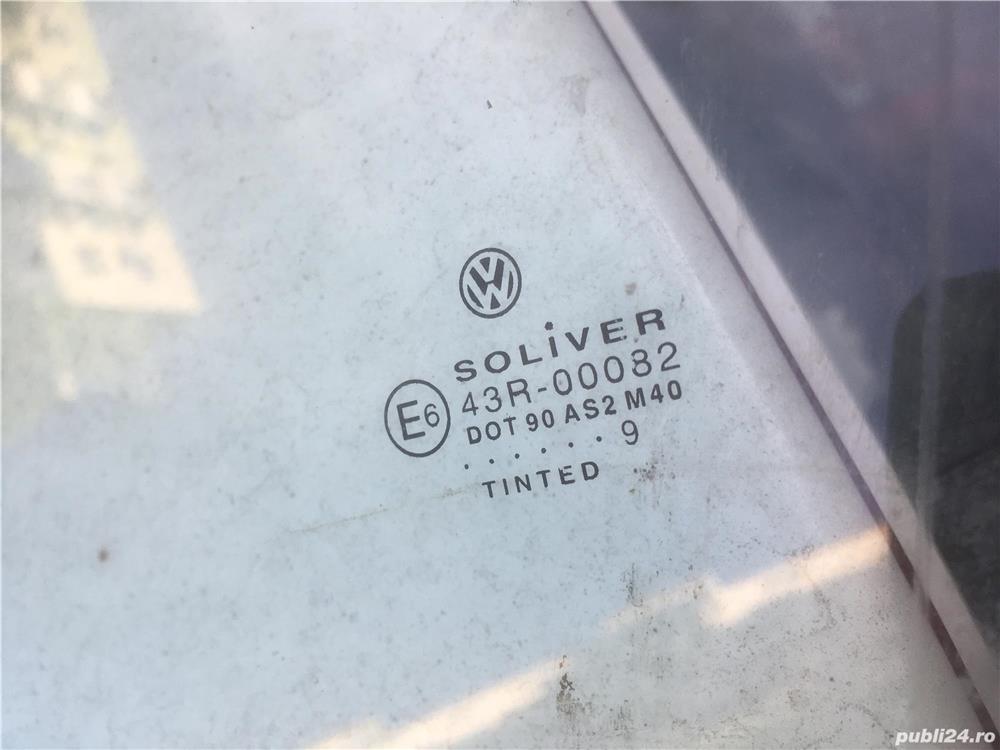 SOLiVER
E6 43R-00082
DOT 90 AS2 M40
. . . . . . 9
TINTED
publi24.ro